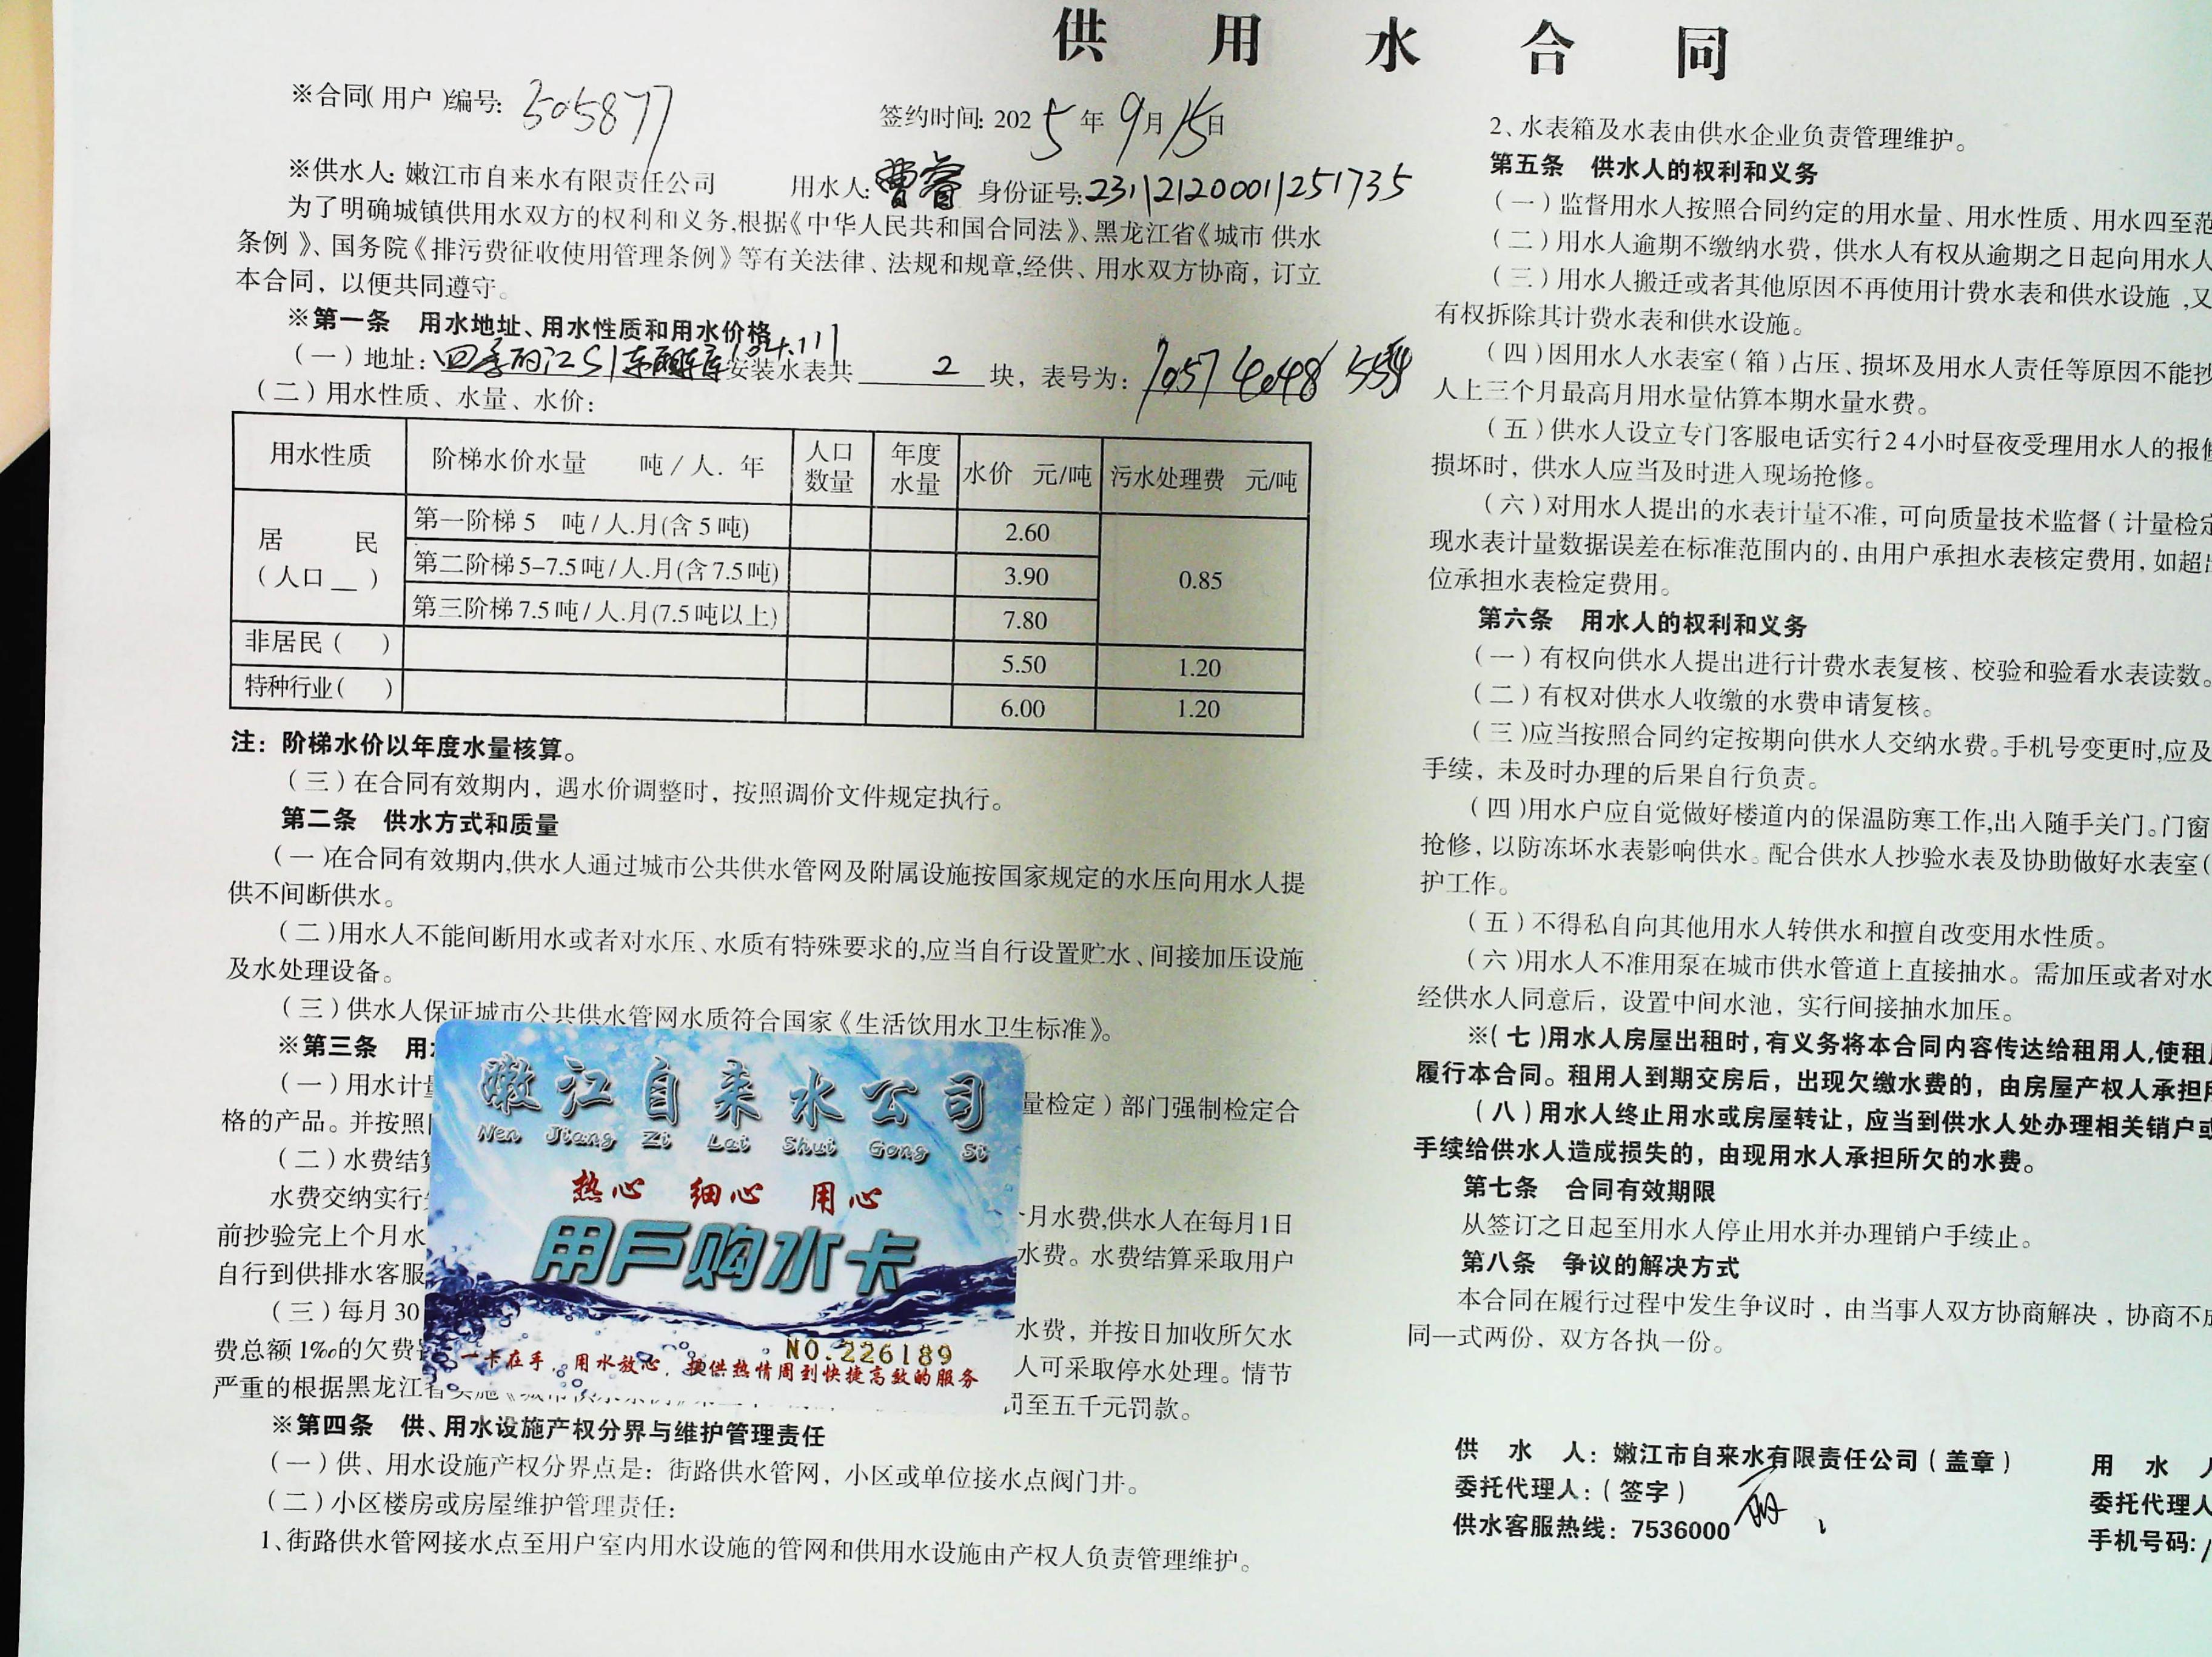 供用水合同
※合同(用户)编号: 505877
签约时间: 2025年9月15日
※供水人: 嫩江市自来水有限责任公司 用水人: 曹睿 身份证号: 231121200011251735
为了明确城镇供用水双方的权利和义务,根据《中华人民共和国合同法》、黑龙江省《城市 供水
条例》、国务院《排污费征收使用管理条例》等有关法律、法规和规章,经供、用水双方协商，订立
本合同，以便共同遵守。
※第一条 用水地址、用水性质和用水价格
(一)地址: 四季丽江S1 安装水表共 2 块，表号为:
(二)用水性质、水量、水价:
用水性质 阶梯水价水量 吨/人.年 人口数量 年度水量 水价 元/吨 污水处理费 元/吨
居民(人口__) 第一阶梯5 吨/人.月(含5吨) 2.60 0.85
第二阶梯5-7.5吨/人.月(含7.5吨) 3.90
第三阶梯7.5吨/人.月(7.5吨以上) 7.80
非居民( ) 5.50 1.20
特种行业( ) 6.00 1.20
注：阶梯水价以年度水量核算。
(三)在合同有效期内，遇水价调整时，按照调价文件规定执行。
第二条 供水方式和质量
(一)在合同有效期内,供水人通过城市公共供水管网及附属设施按国家规定的水压向用水人提
供不间断供水。
(二)用水人不能间断用水或者对水压、水质有特殊要求的,应当自行设置贮水、间接加压设施
及水处理设备。
(三)供水人保证城市公共供水管网水质符合国家《生活饮用水卫生标准》。
※第三条 用
(一)用水计 量检定)部门强制检定合
格的产品。并按照
(二)水费结算
水费交纳实行 月水费,供水人在每月1日
前抄验完上个月水 水费。水费结算采取用户
自行到供排水客服
(三)每月30 水费，并按日加收所欠水
费总额1‰的欠费 人可采取停水处理。情节
严重的根据黑龙江省实施《城市供水条例》 至五千元罚款。
嫩江自来水公司
Nen Jiang Zi Lai Shui Gong Si
热心 细心 用心
用户购水卡
NO.226189
一卡在手，用水放心，提供热情周到快捷高效的服务
※第四条 供、用水设施产权分界与维护管理责任
(一)供、用水设施产权分界点是：街路供水管网，小区或单位接水点阀门井。
(二)小区楼房或房屋维护管理责任:
1、街路供水管网接水点至用户室内用水设施的管网和供用水设施由产权人负责管理维护。
2、水表箱及水表由供水企业负责管理维护。
第五条 供水人的权利和义务
(一)监督用水人按照合同约定的用水量、用水性质、用水四至范
(二)用水人逾期不缴纳水费，供水人有权从逾期之日起向用水人
(三)用水人搬迁或者其他原因不再使用计费水表和供水设施,又
有权拆除其计费水表和供水设施。
(四)因用水人水表室(箱)占压、损坏及用水人责任等原因不能抄
人上三个月最高月用水量估算本期水量水费。
(五)供水人设立专门客服电话实行24小时昼夜受理用水人的报修
损坏时，供水人应当及时进入现场抢修。
(六)对用水人提出的水表计量不准，可向质量技术监督(计量检定
现水表计量数据误差在标准范围内的,由用户承担水表核定费用,如超出
位承担水表检定费用。
第六条 用水人的权利和义务
(一)有权向供水人提出进行计费水表复核、校验和验看水表读数。
(二)有权对供水人收缴的水费申请复核。
(三)应当按照合同约定按期向供水人交纳水费。手机号变更时,应及
手续，未及时办理的后果自行负责。
(四)用水户应自觉做好楼道内的保温防寒工作,出入随手关门。门窗
抢修,以防冻坏水表影响供水。配合供水人抄验水表及协助做好水表室(
护工作。
(五)不得私自向其他用水人转供水和擅自改变用水性质。
(六)用水人不准用泵在城市供水管道上直接抽水。需加压或者对水
经供水人同意后，设置中间水池，实行间接抽水加压。
※(七)用水人房屋出租时,有义务将本合同内容传达给租用人,使租
履行本合同。租用人到期交房后，出现欠缴水费的，由房屋产权人承担所
(八)用水人终止用水或房屋转让，应当到供水人处办理相关销户或
手续给供水人造成损失的，由现用水人承担所欠的水费。
第七条 合同有效期限
从签订之日起至用水人停止用水并办理销户手续止。
第八条 争议的解决方式
本合同在履行过程中发生争议时，由当事人双方协商解决，协商不成
同一式两份，双方各执一份。
供 水 人：嫩江市自来水有限责任公司(盖章)
委托代理人：(签字)
供水客服热线：7536000
用 水 人
委托代理人
手机号码: